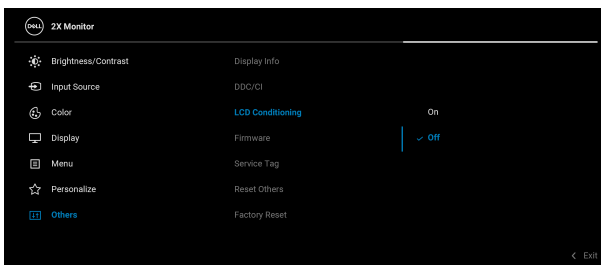 DELL 2X Monitor
Brightness/Contrast Display Info
Input Source DDC/CI
Color LCD Conditioning On
Display Firmware Off
Menu Service Tag
Personalize Reset Others
Others Factory Reset
Exit